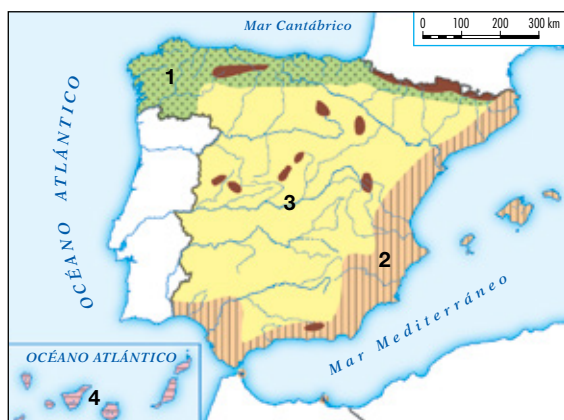 Mar Cantábrico
0 100 200 300 km
1
OCÉANO ATLÁNTICO
3
2
Mar Mediterráneo
OCÉANO ATLÁNTICO
4